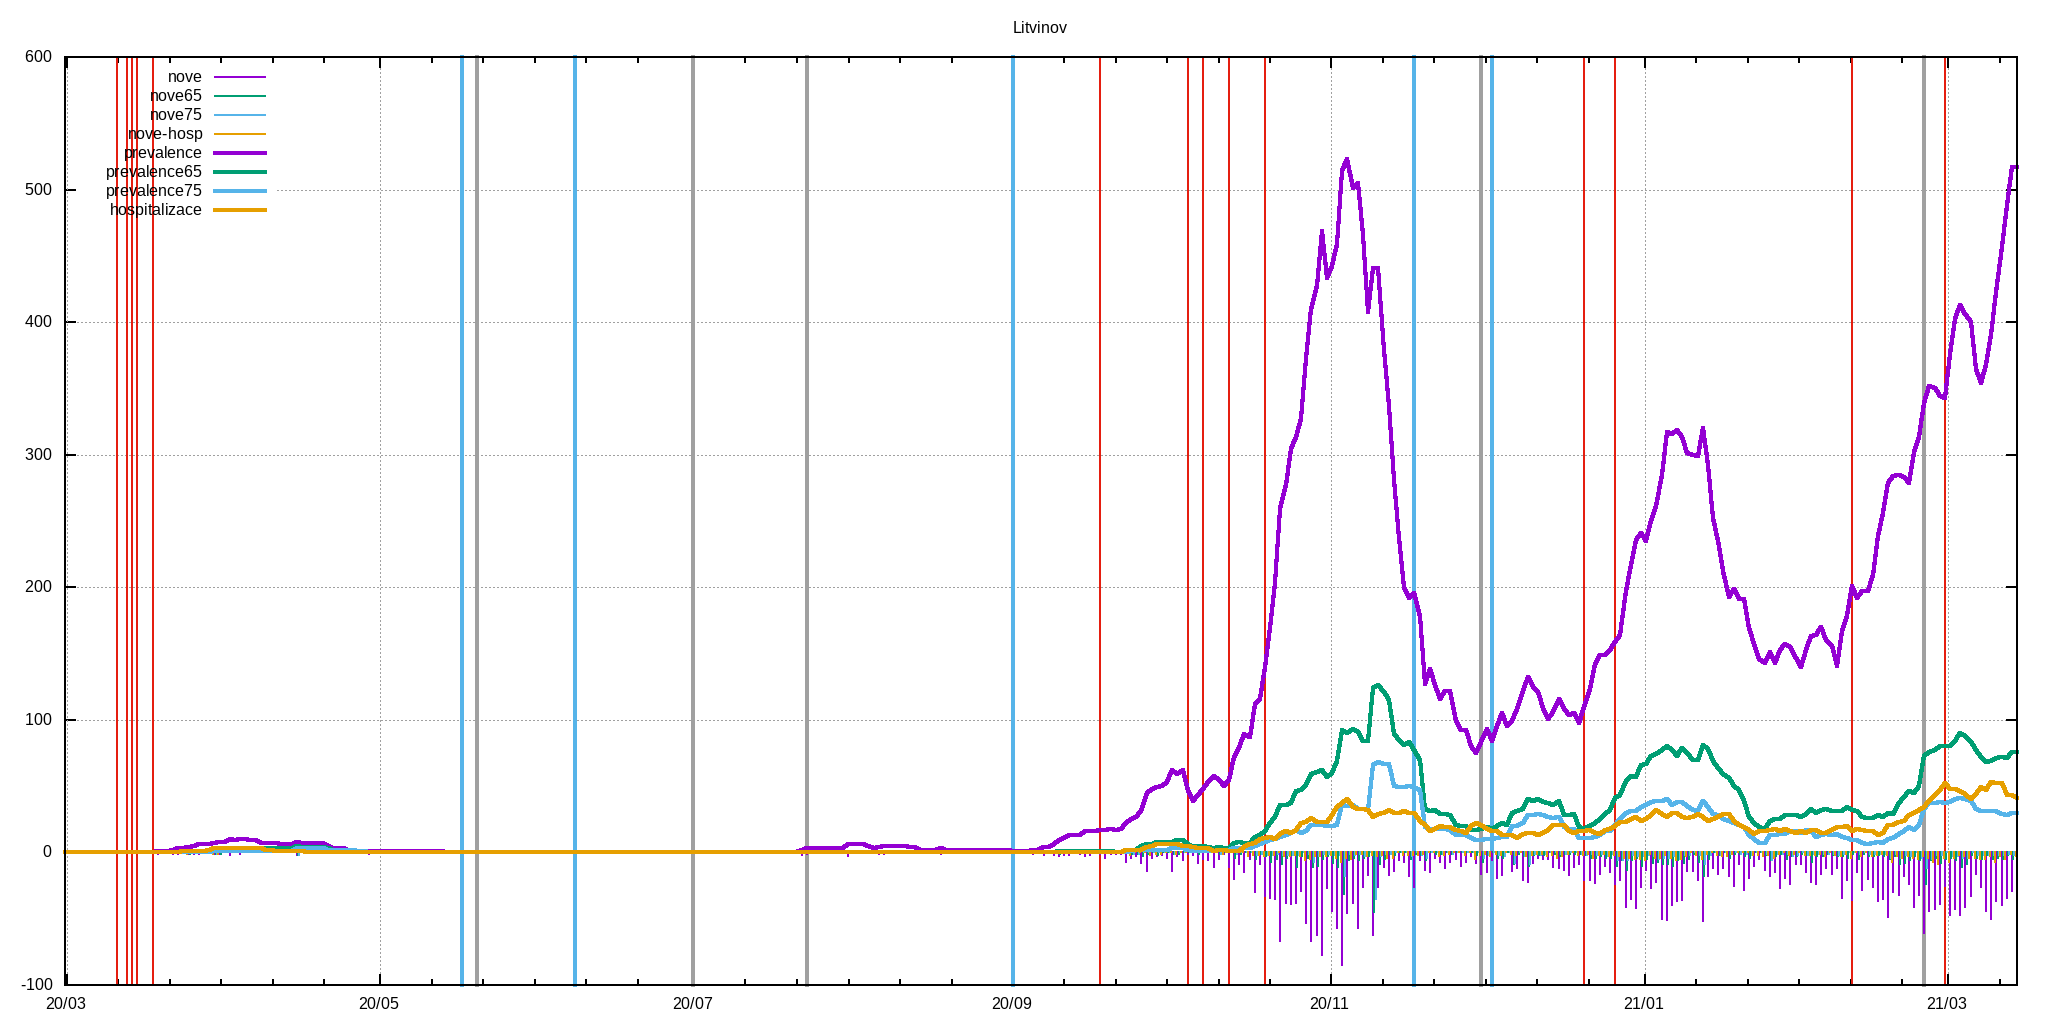 Litvinov
600
500
400
300
200
100
0
-100
nove
nove65
nove75
nove-hosp
prevalence
prevalence65
prevalence75
hospitalizace
20/03 20/05 20/07 20/09 20/11 21/01 21/03